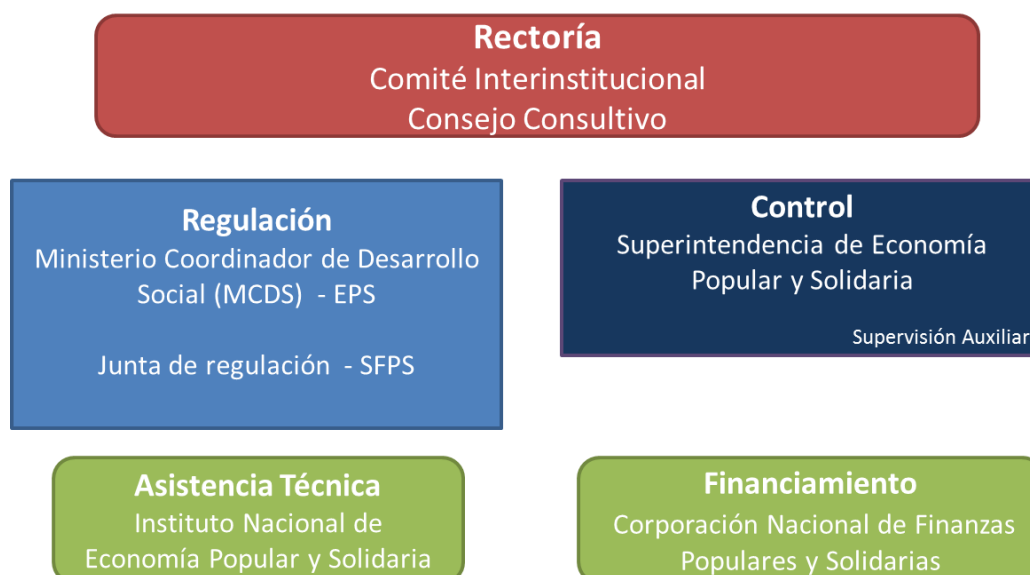 Rectoría
Comité Interinstitucional
Consejo Consultivo
Regulación
Ministerio Coordinador de Desarrollo
Social (MCDS) - EPS
Junta de regulación - SFPS
Control
Superintendencia de Economía
Popular y Solidaria
Supervisión Auxiliar
Asistencia Técnica
Instituto Nacional de
Economía Popular y Solidaria
Financiamiento
Corporación Nacional de Finanzas
Populares y Solidarias